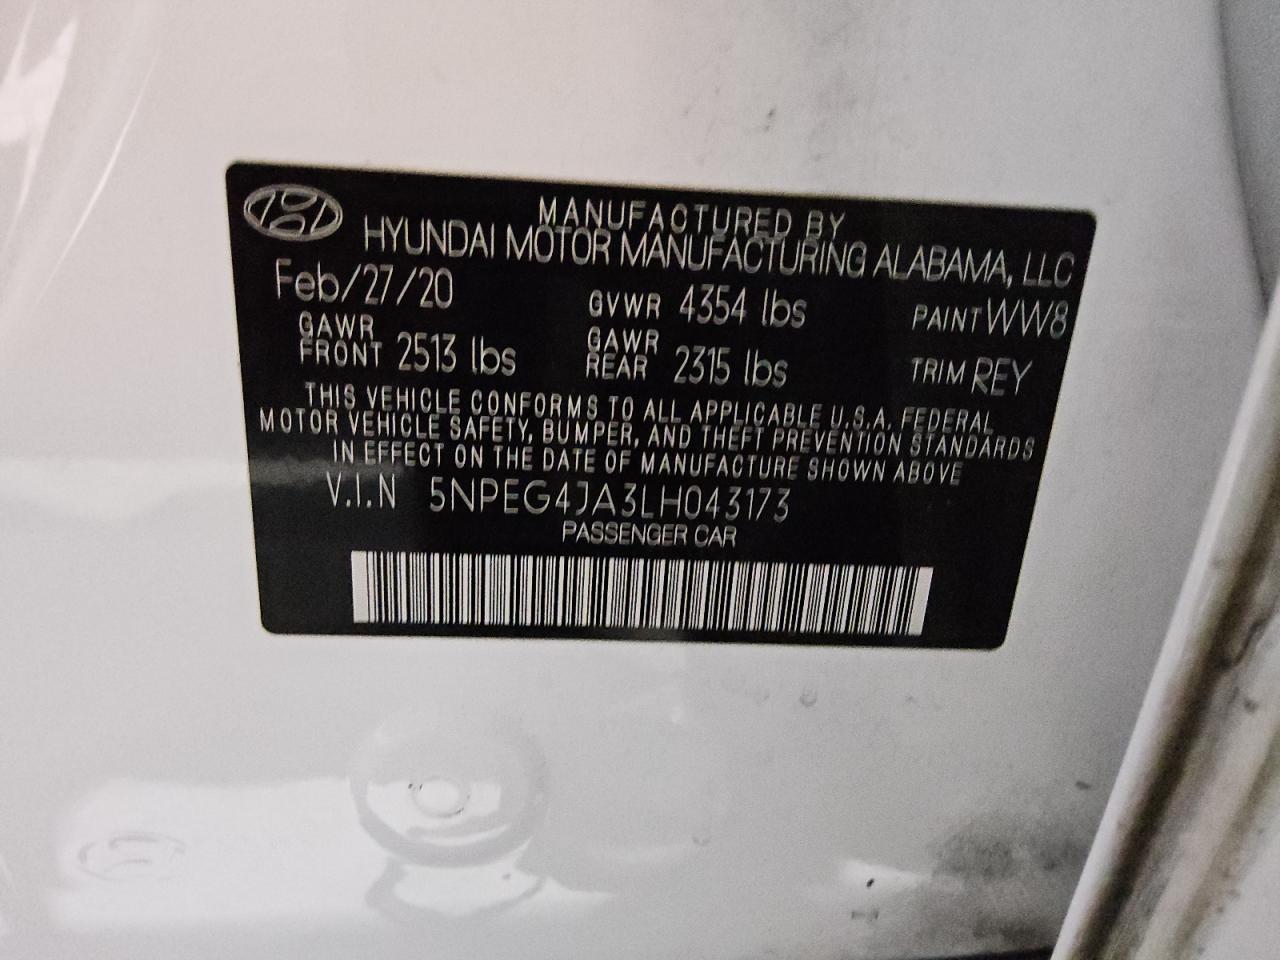 MANUFACTURED BY
HYUNDAI MOTOR MANUFACTURING ALABAMA, LLC
Feb/27/20 GVWR 4354 lbs PAINT WW8
GAWR FRONT 2513 lbs GAWR REAR 2315 lbs TRIM REY
THIS VEHICLE CONFORMS TO ALL APPLICABLE U.S.A. FEDERAL
MOTOR VEHICLE SAFETY, BUMPER, AND THEFT PREVENTION STANDARDS
IN EFFECT ON THE DATE OF MANUFACTURE SHOWN ABOVE
V.I.N 5NPEG4JA3LH043173
PASSENGER CAR